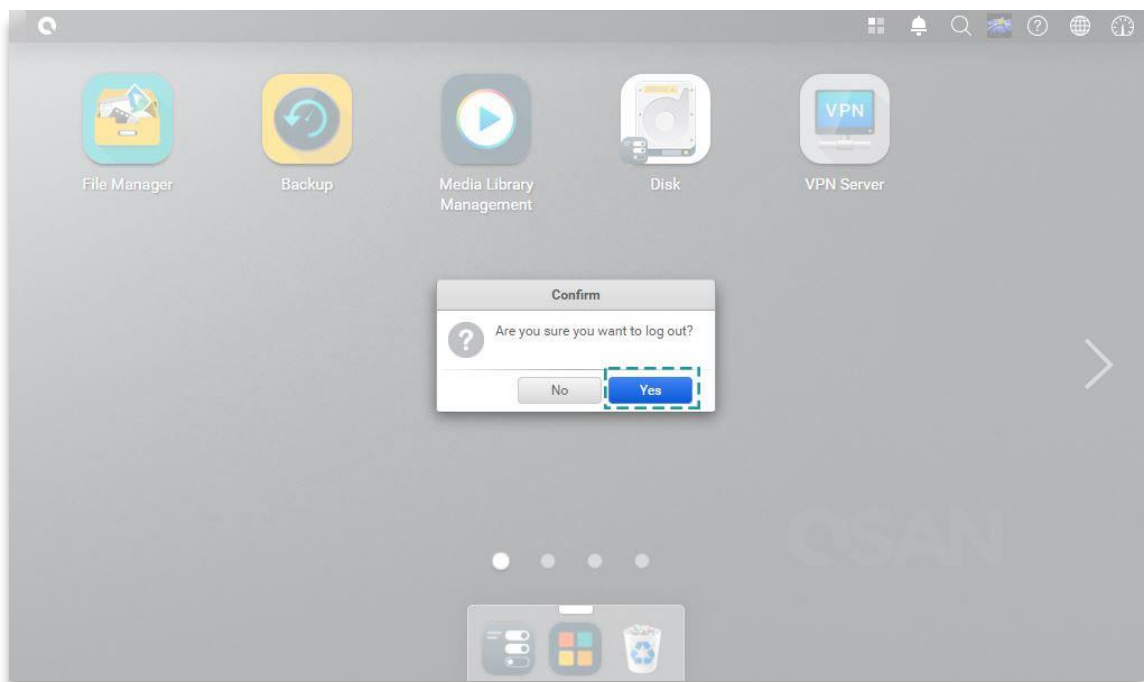 File Manager
Backup
Media Library
Management
Disk
VPN
VPN Server
Confirm
Are you sure you want to log out?
No
Yes
QSAN